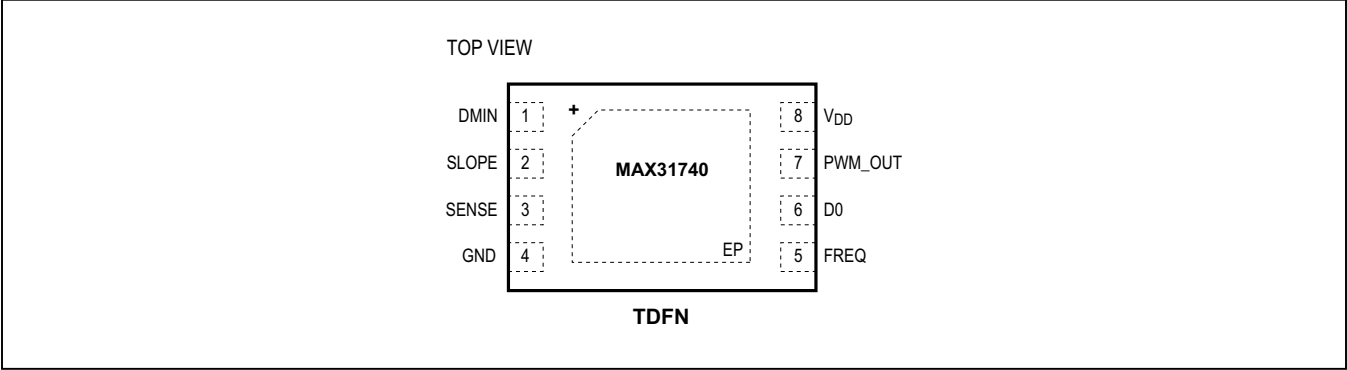 TOP VIEW
DMIN 1 + 8 VDD
SLOPE 2 MAX31740 7 PWM_OUT
SENSE 3 6 D0
GND 4 EP 5 FREQ
TDFN